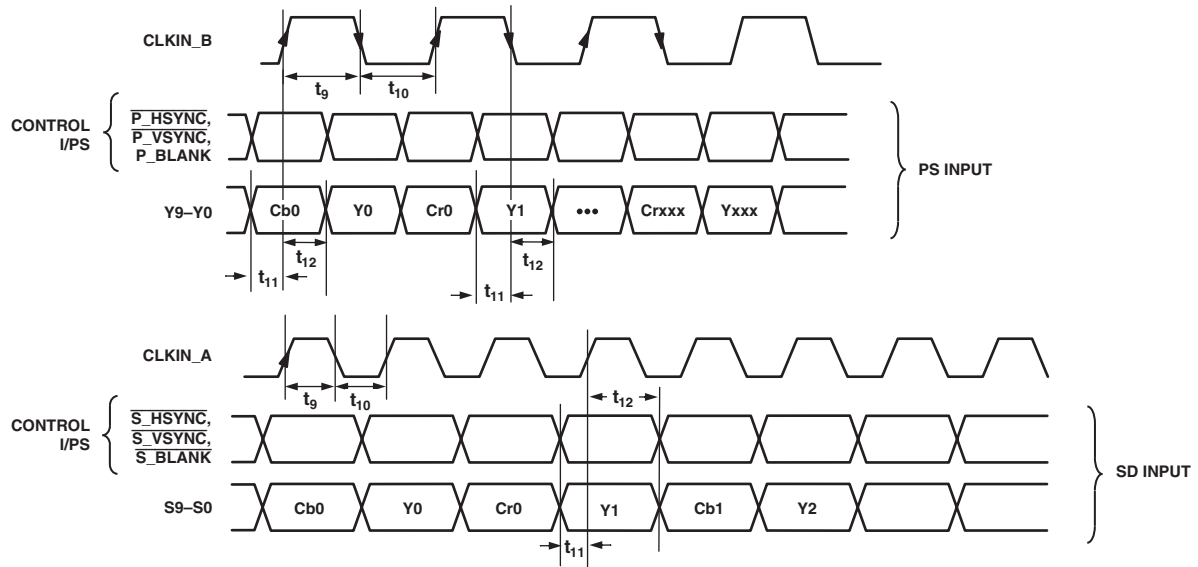 CLKIN_B
t9
t10
CONTROL
I/PS
P_HSYNC,
P_VSYNC,
P_BLANK
PS INPUT
Y9–Y0
Cb0
Y0
Cr0
Y1
•••
Crxxx
Yxxx
t12
t12
t11
t11
CLKIN_A
t9
t10
t12
CONTROL
I/PS
S_HSYNC,
S_VSYNC,
S_BLANK
SD INPUT
S9–S0
Cb0
Y0
Cr0
Y1
Cb1
Y2
t11